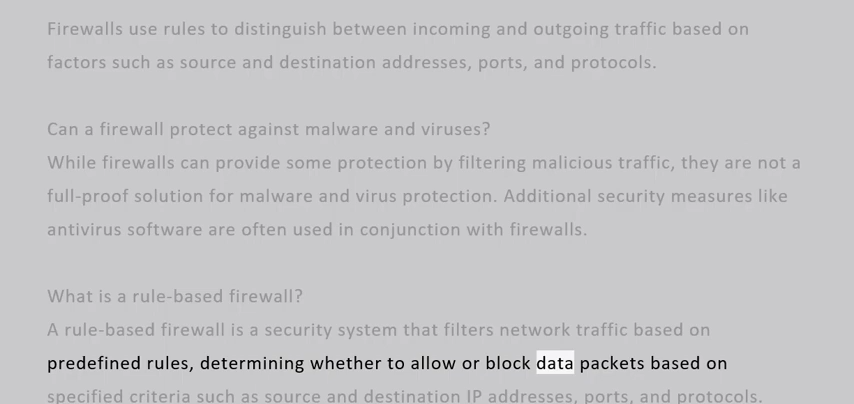 Firewalls use rules to distinguish between incoming and outgoing traffic based on
factors such as source and destination addresses, ports, and protocols.
Can a firewall protect against malware and viruses?
While firewalls can provide some protection by filtering malicious traffic, they are not a
full-proof solution for malware and virus protection. Additional security measures like
antivirus software are often used in conjunction with firewalls.
What is a rule-based firewall?
A rule-based firewall is a security system that filters network traffic based on
predefined rules, determining whether to allow or block data packets based on
specified criteria such as source and destination IP addresses, ports, and protocols.